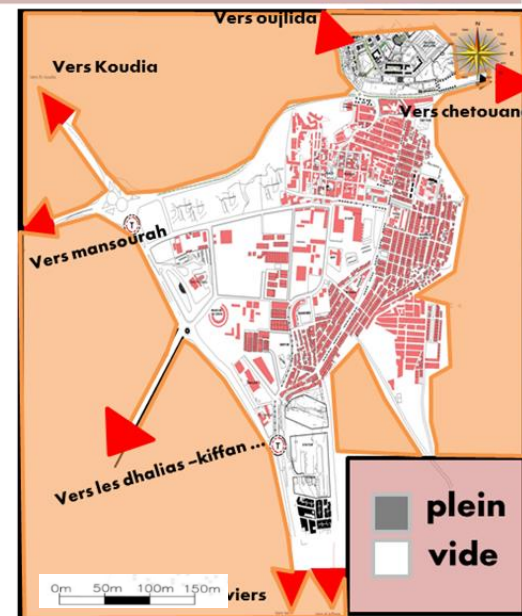 Vers oujlida
N
Vers Koudia
E
Vers chetouan
Vers mansourah
Vers les dhalias –kiffan ...
plein
vide
0m 50m 100m 150m
viers